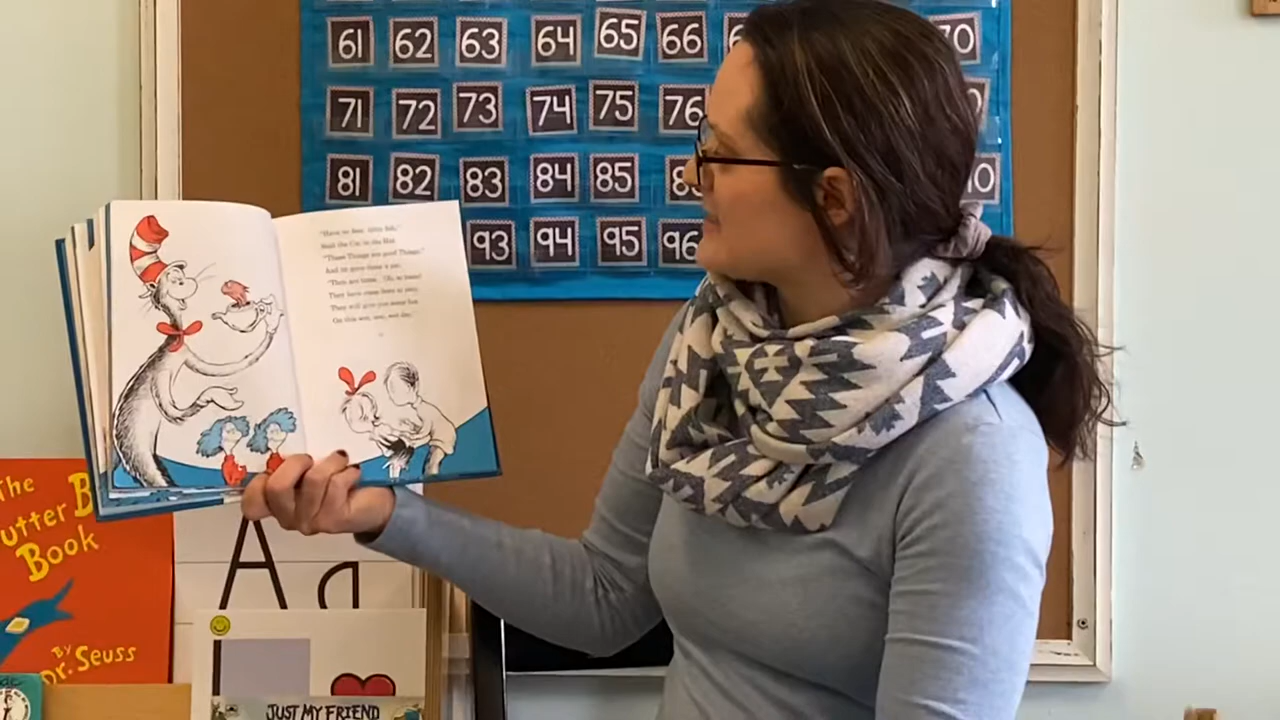 61 62 63 64 65 66 70
71 72 73 74 75 76
81 82 83 84 85
93 94 95 96
"Have no fear, little fish,"
Said the Cat in the Hat.
"These Things are good Things."
And he gave them a pat.
"They are tame. Oh, so tame!
They have come here to play.
They will give you some fun
On this wet, wet, wet day."
The
Butter B
Book
By
Dr. Seuss
A a
JUST MY FRIEND